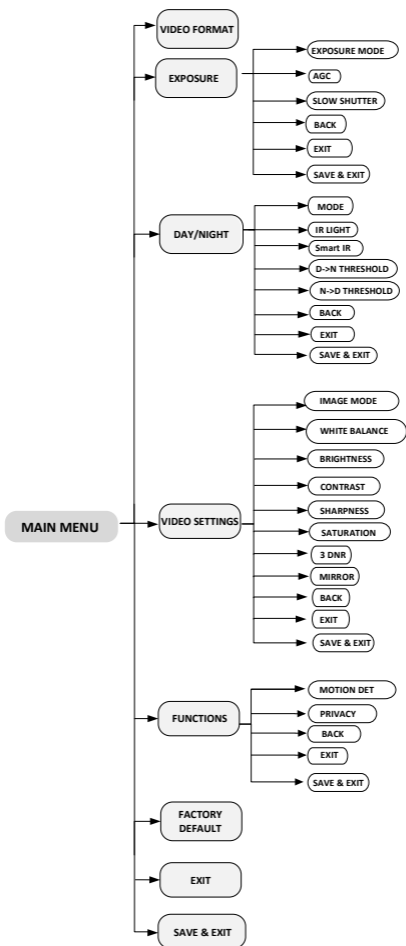 MAIN MENU
VIDEO FORMAT
EXPOSURE
EXPOSURE MODE
AGC
SLOW SHUTTER
BACK
EXIT
SAVE & EXIT
DAY/NIGHT
MODE
IR LIGHT
Smart IR
D->N THRESHOLD
N->D THRESHOLD
BACK
EXIT
SAVE & EXIT
VIDEO SETTINGS
IMAGE MODE
WHITE BALANCE
BRIGHTNESS
CONTRAST
SHARPNESS
SATURATION
3 DNR
MIRROR
BACK
EXIT
SAVE & EXIT
FUNCTIONS
MOTION DET
PRIVACY
BACK
EXIT
SAVE & EXIT
FACTORY
DEFAULT
EXIT
SAVE & EXIT